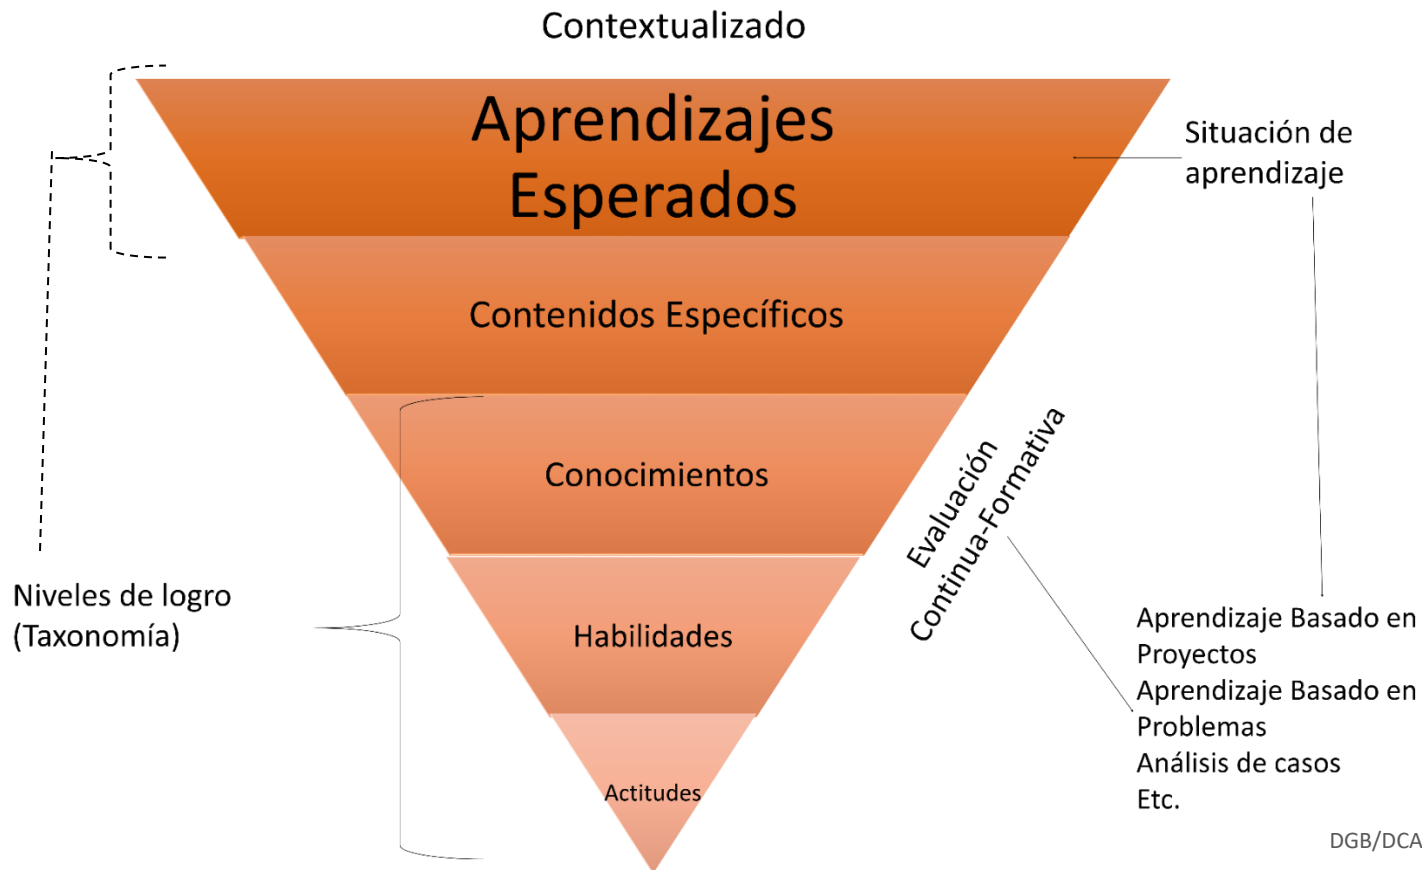 Contextualizado
Aprendizajes
Esperados
Situación de
aprendizaje
Contenidos Específicos
Conocimientos
Evaluación
Continua-Formativa
Niveles de logro
(Taxonomía)
Habilidades
Aprendizaje Basado en
Proyectos
Aprendizaje Basado en
Problemas
Análisis de casos
Etc.
Actitudes
DGB/DCA